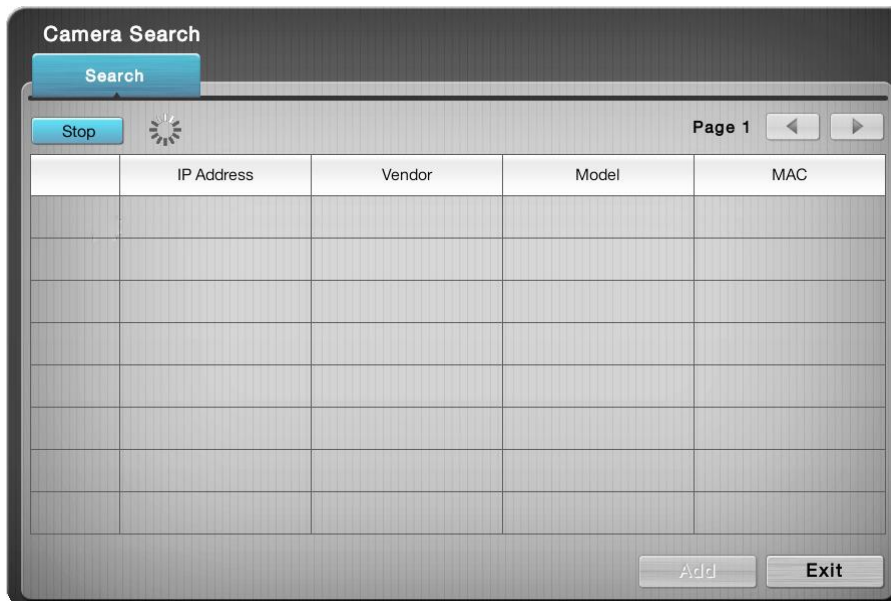 Camera Search
Search
Stop
Page 1
IP Address Vendor Model MAC
Add Exit